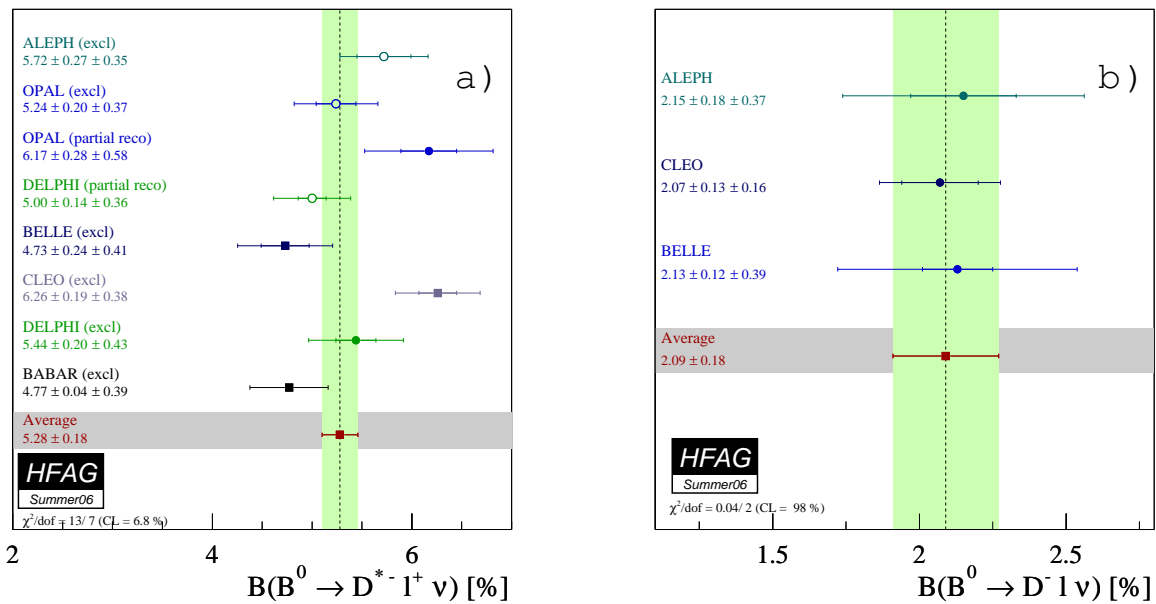 a)
ALEPH (excl)
5.72 ± 0.27 ± 0.35
OPAL (excl)
5.24 ± 0.20 ± 0.37
OPAL (partial reco)
6.17 ± 0.28 ± 0.58
DELPHI (partial reco)
5.00 ± 0.14 ± 0.36
BELLE (excl)
4.73 ± 0.24 ± 0.41
CLEO (excl)
6.26 ± 0.19 ± 0.38
DELPHI (excl)
5.44 ± 0.20 ± 0.43
BABAR (excl)
4.77 ± 0.04 ± 0.39
Average
5.28 ± 0.18
HFAG
Summer06
χ²/dof = 13/ 7 (CL = 6.8 %)
2 4 6
B(B⁰ → D*⁻ l⁺ ν) [%]
b)
ALEPH
2.15 ± 0.18 ± 0.37
CLEO
2.07 ± 0.13 ± 0.16
BELLE
2.13 ± 0.12 ± 0.39
Average
2.09 ± 0.18
HFAG
Summer06
χ²/dof = 0.04/ 2 (CL = 98 %)
1.5 2 2.5
B(B⁰ → D⁻ l ν) [%]